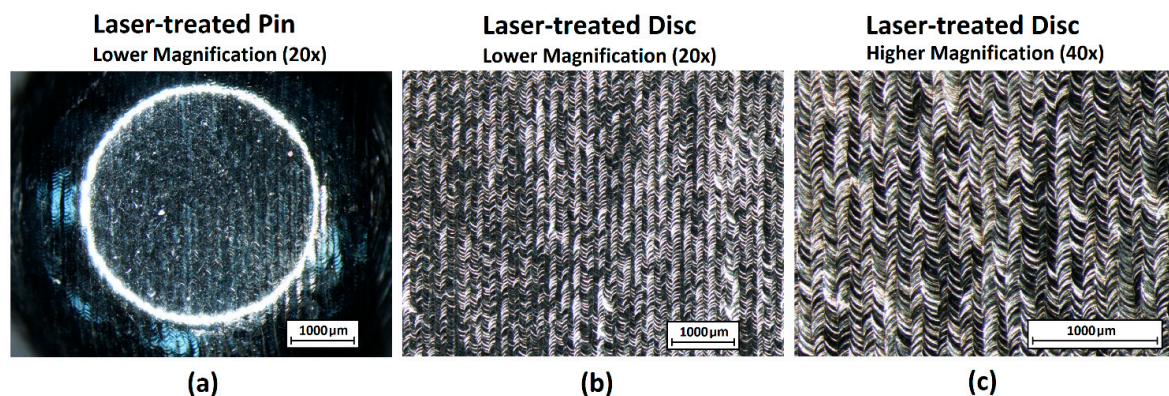 Laser-treated Pin
Lower Magnification (20x)
Laser-treated Disc
Lower Magnification (20x)
Laser-treated Disc
Higher Magnification (40x)
1000µm
1000µm
1000µm
(a)
(b)
(c)